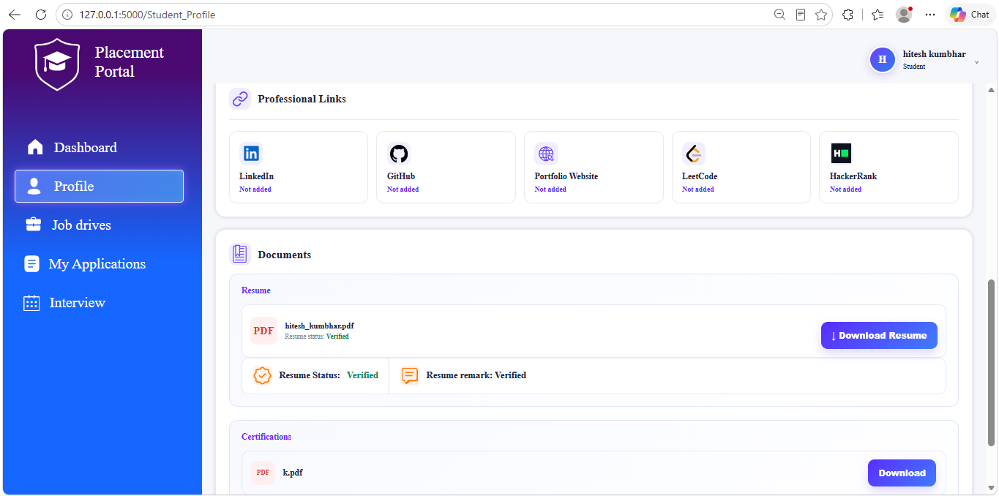 127.0.0.1:5000/Student_Profile
Chat
Placement
Portal
H
hitesh kumbhar
Student
Dashboard
Profile
Job drives
My Applications
Interview
Professional Links
in
LinkedIn
Not added
GitHub
Not added
Portfolio Website
Not added
LeetCode
Not added
H
HackerRank
Not added
Documents
Resume
PDF
hitesh_kumbhar.pdf
Resume status: Verified
↓ Download Resume
Resume Status: Verified
Resume remark: Verified
Certifications
PDF
k.pdf
Download